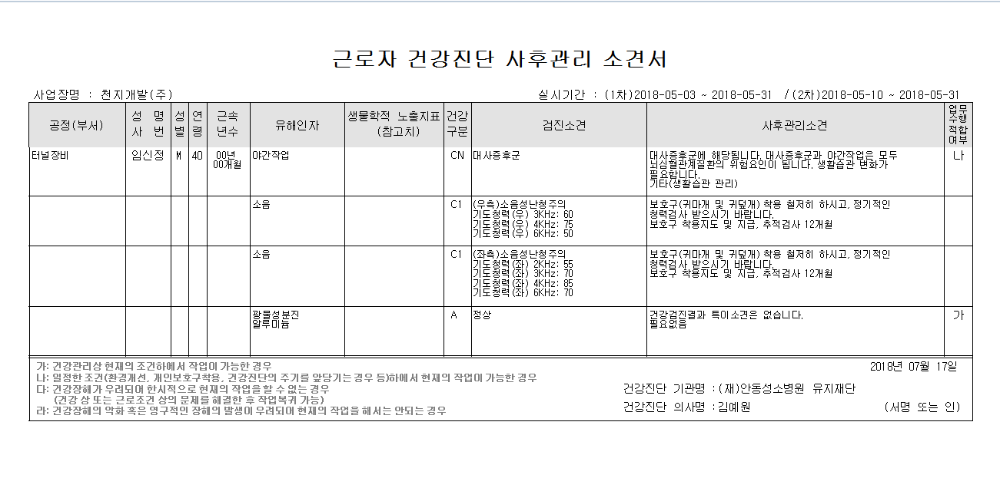 근로자 건강진단 사후관리 소견서
사업장명 : 천지개발(주)
실시기간 : (1차)2018-05-03 ~ 2018-05-31 /(2차)2018-05-10 ~ 2018-05-31
공정(부서) 성 명 사 번 성별 연령 근속년수 유해인자 생물학적 노출지표(참고치) 건강구분 검진소견 사후관리소견 업무수행적합여부
터널장비 임신정 M 40 00년 00개월 야간작업 CN 대사증후군
대사증후군에 해당됩니다. 대사증후군과 야간작업은 모두
뇌심혈관계질환의 위험요인이 됩니다. 생활습관 변화가
필요합니다.
기타(생활습관 관리)
나
소음 C1
(우측)소음성난청주의
기도청력(우) 3KHz: 60
기도청력(우) 4KHz: 75
기도청력(우) 6KHz: 50
보호구(귀마개 및 귀덮개) 착용 철저히 하시고, 정기적인
청력검사 받으시기 바랍니다.
보호구 착용지도 및 지급, 추적검사 12개월
소음 C1
(좌측)소음성난청주의
기도청력(좌) 2KHz: 55
기도청력(좌) 3KHz: 70
기도청력(좌) 4KHz: 85
기도청력(좌) 6KHz: 70
보호구(귀마개 및 귀덮개) 착용 철저히 하시고, 정기적인
청력검사 받으시기 바랍니다.
보호구 착용지도 및 지급, 추적검사 12개월
광물성분진
알루미늄
A 정상
건강검진결과 특이소견은 없습니다.
필요없음
가
가: 건강관리상 현재의 조건하에서 작업이 가능한 경우
나: 일정한 조건(환경개선, 개인보호구착용, 건강진단의 주기를 앞당기는 경우 등)하에서 현재의 작업이 가능한 경우
다: 건강장해가 우려되어 한시적으로 현재의 작업을 할 수 없는 경우
(건강 상 또는 근로조건 상의 문제를 해결한 후 작업복귀 가능)
라: 건강장해의 악화 혹은 영구적인 장해의 발생이 우려되어 현재의 작업을 해서는 안되는 경우
2018년 07월 17일
건강진단 기관명 : (재)안동성소병원 유지재단
건강진단 의사명 : 김예원 (서명 또는 인)